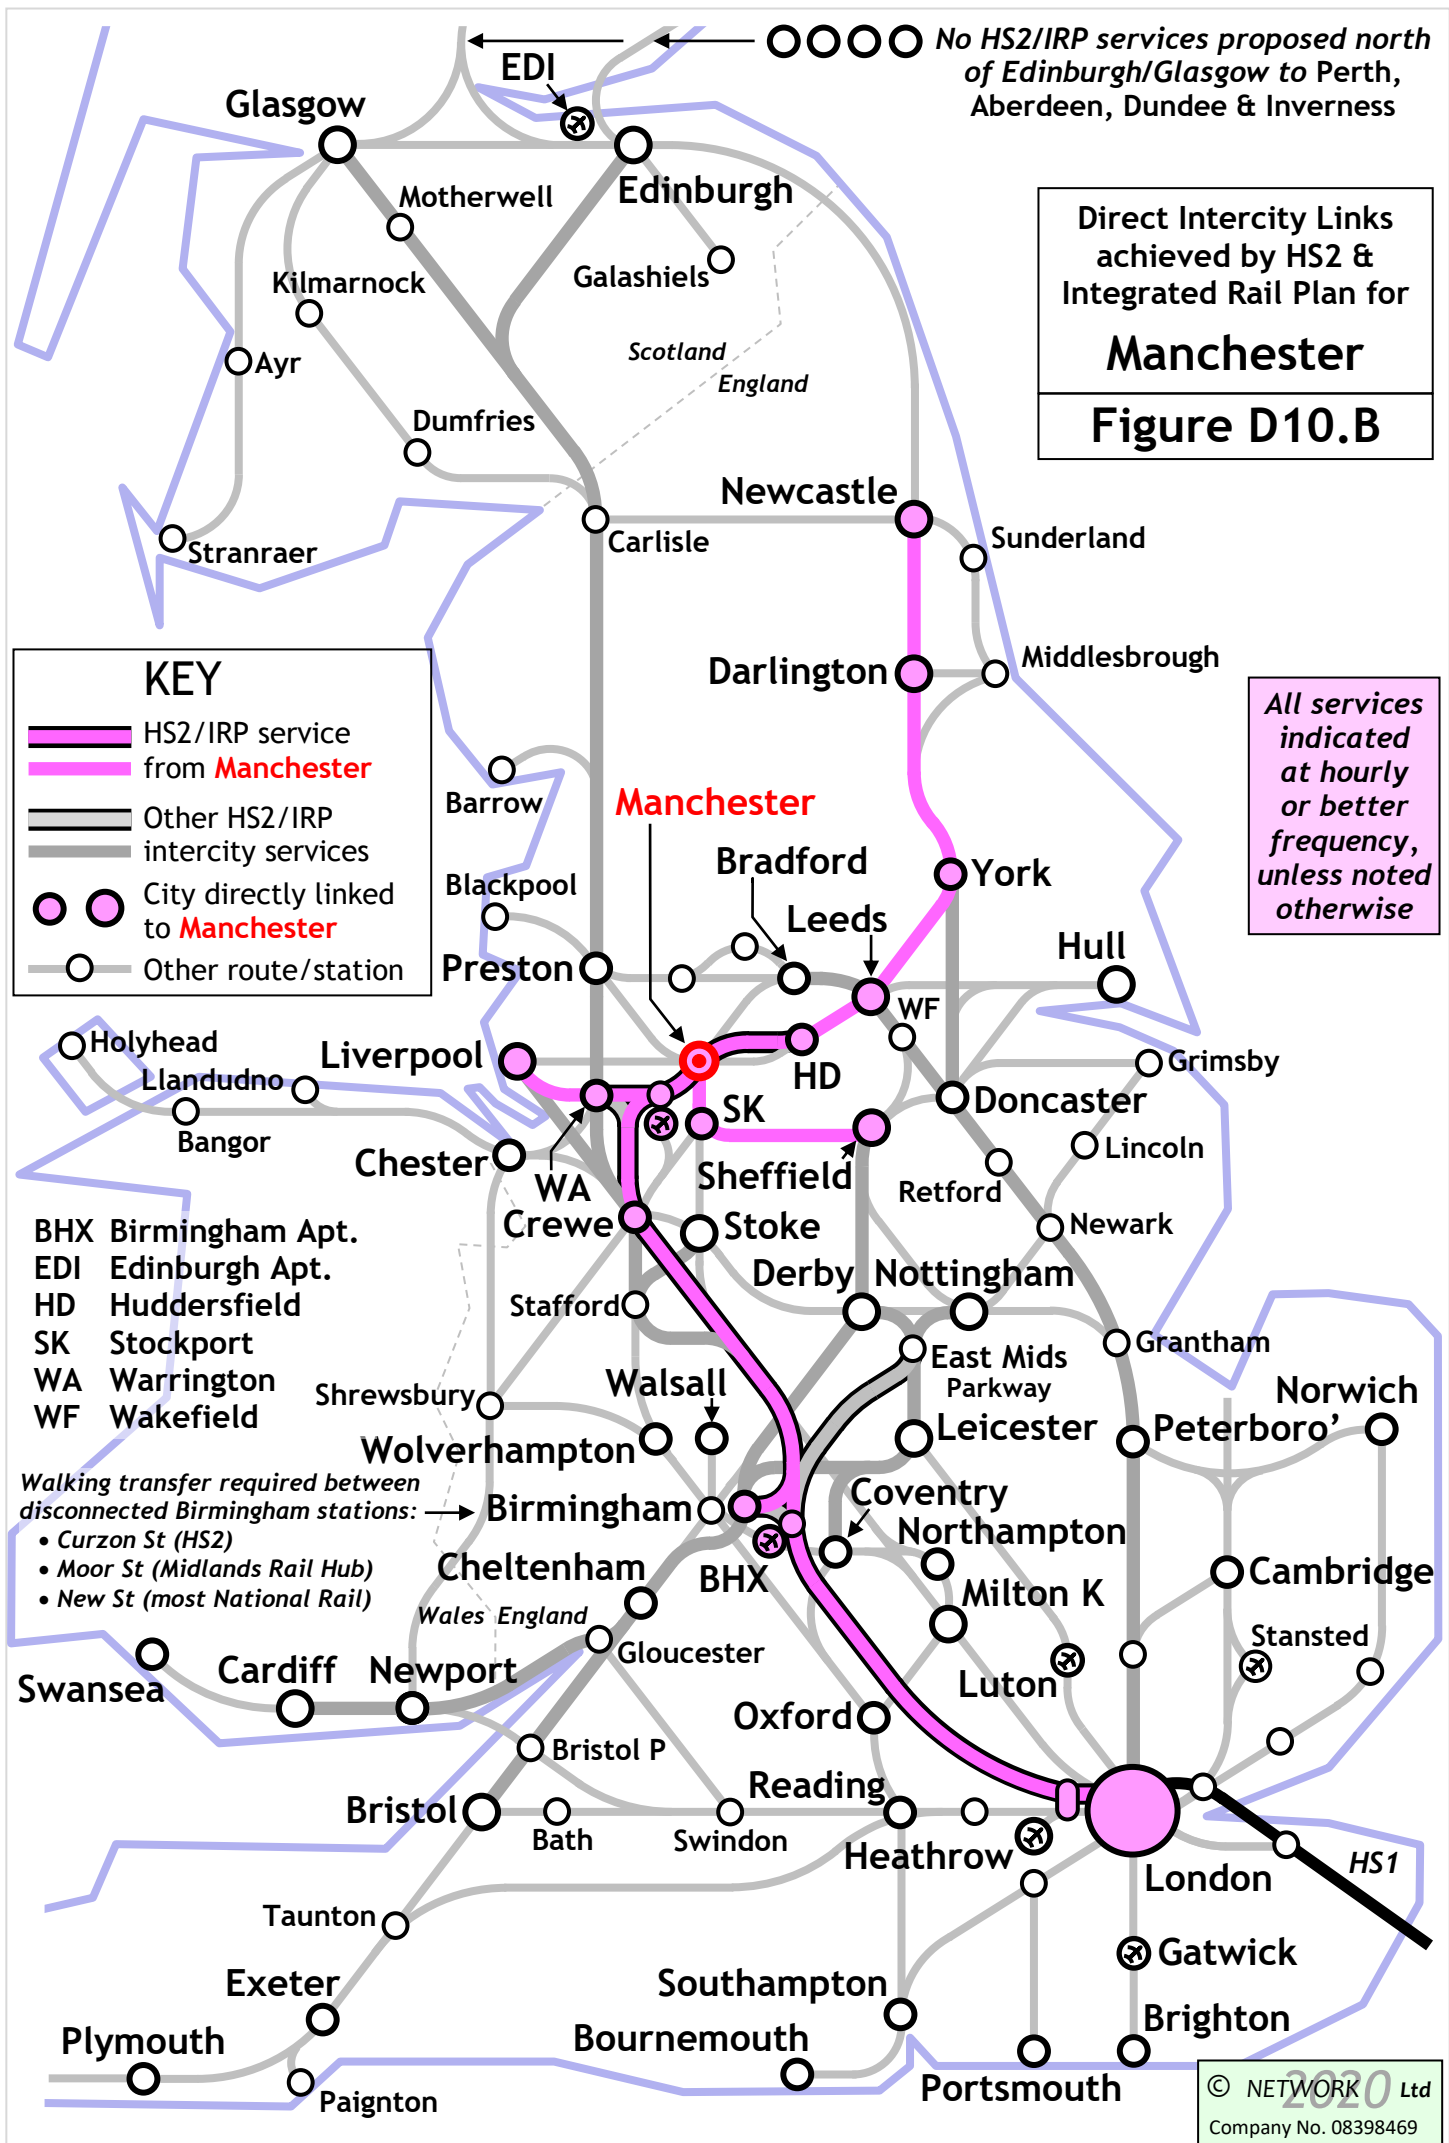 No HS2/IRP services proposed north
of Edinburgh/Glasgow to Perth,
Aberdeen, Dundee & Inverness
EDI
Glasgow
Motherwell
Edinburgh
Kilmarnock
Galashiels
Direct Intercity Links
achieved by HS2 &
Integrated Rail Plan for
Manchester
Figure D10.B
Ayr
Scotland
England
Dumfries
Newcastle
Carlisle
Sunderland
Stranraer
Darlington
Middlesbrough
KEY
HS2/IRP service
from Manchester
Other HS2/IRP
intercity services
City directly linked
to Manchester
Other route/station
All services
indicated
at hourly
or better
frequency,
unless noted
otherwise
Barrow
Manchester
Blackpool
Bradford
York
Leeds
Preston
Hull
WF
Holyhead
Liverpool
Llandudno
HD
Grimsby
Bangor
SK
Doncaster
Chester
Lincoln
WA
Sheffield
Retford
Crewe
Stoke
Newark
BHX Birmingham Apt.
EDI Edinburgh Apt.
HD Huddersfield
SK Stockport
WA Warrington
WF Wakefield
Derby
Nottingham
Stafford
Grantham
East Mids
Parkway
Shrewsbury
Walsall
Norwich
Wolverhampton
Leicester
Peterboro’
Walking transfer required between
disconnected Birmingham stations:
• Curzon St (HS2)
• Moor St (Midlands Rail Hub)
• New St (most National Rail)
Birmingham
Coventry
Northampton
Cheltenham
BHX
Cambridge
Milton K
Wales England
Gloucester
Stansted
Swansea
Cardiff
Newport
Luton
Oxford
Bristol P
Reading
Bristol
Bath
Swindon
Heathrow
London
HS1
Taunton
Gatwick
Exeter
Southampton
Brighton
Plymouth
Bournemouth
Paignton
Portsmouth
© NETWORK 2020 Ltd
Company No. 08398469